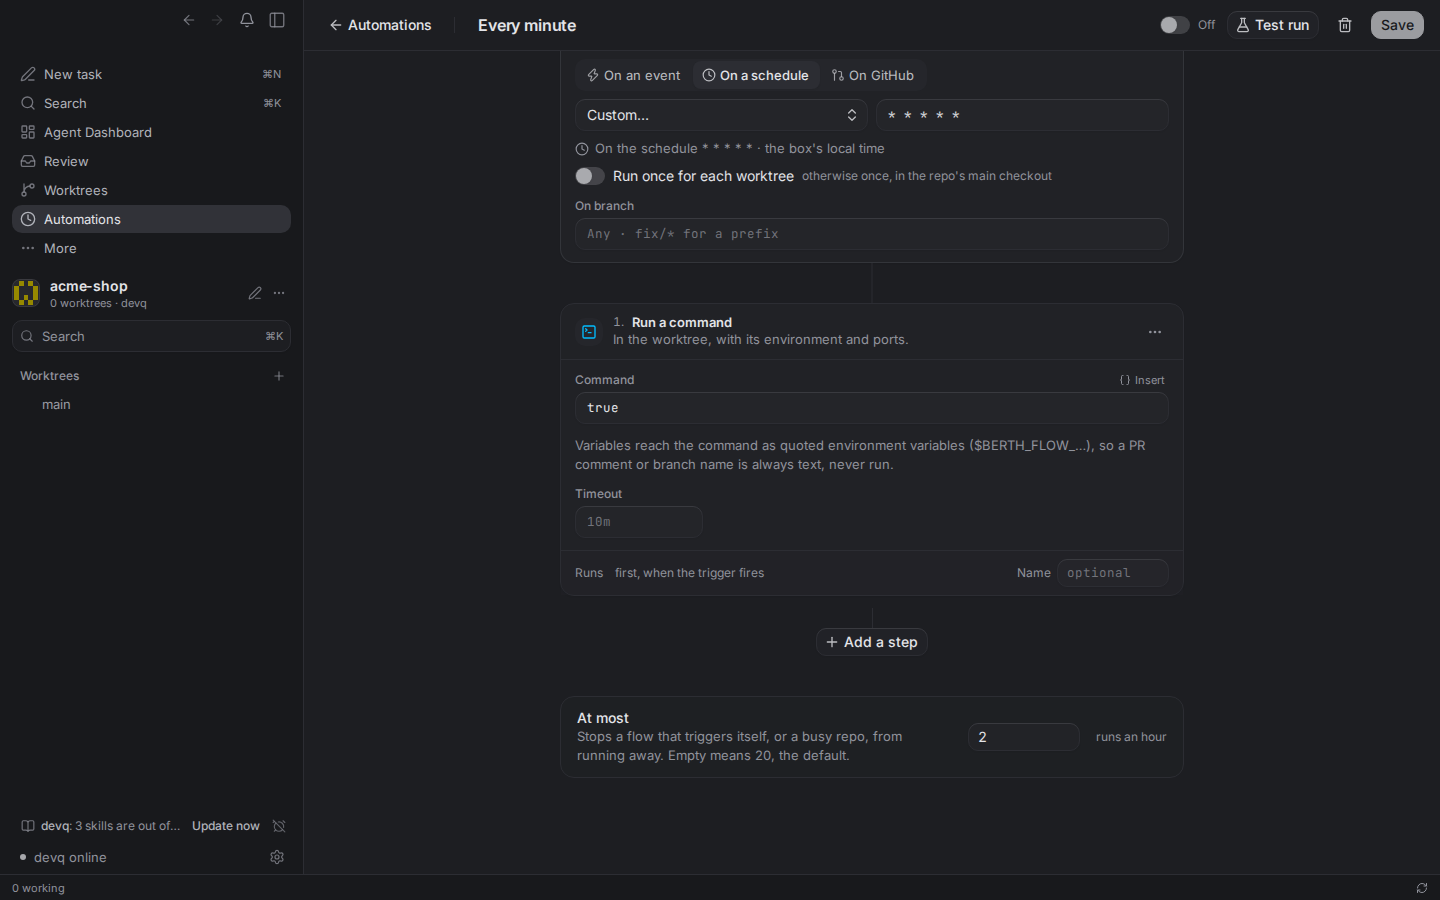 New task ⌘N
Search ⌘K
Agent Dashboard
Review
Worktrees
Automations
More
acme-shop
0 worktrees · devq
Search ⌘K
Worktrees
main
devq: 3 skills are out of... Update now
devq online
0 working
Automations Every minute Off Test run Save
On an event On a schedule On GitHub
Custom... * * * * *
On the schedule * * * * * · the box's local time
Run once for each worktree otherwise once, in the repo's main checkout
On branch
Any · fix/* for a prefix
1. Run a command
In the worktree, with its environment and ports.
Command {} Insert
true
Variables reach the command as quoted environment variables ($BERTH_FLOW_...), so a PR
comment or branch name is always text, never run.
Timeout
10m
Runs first, when the trigger fires Name optional
+ Add a step
At most
Stops a flow that triggers itself, or a busy repo, from
running away. Empty means 20, the default.
2 runs an hour